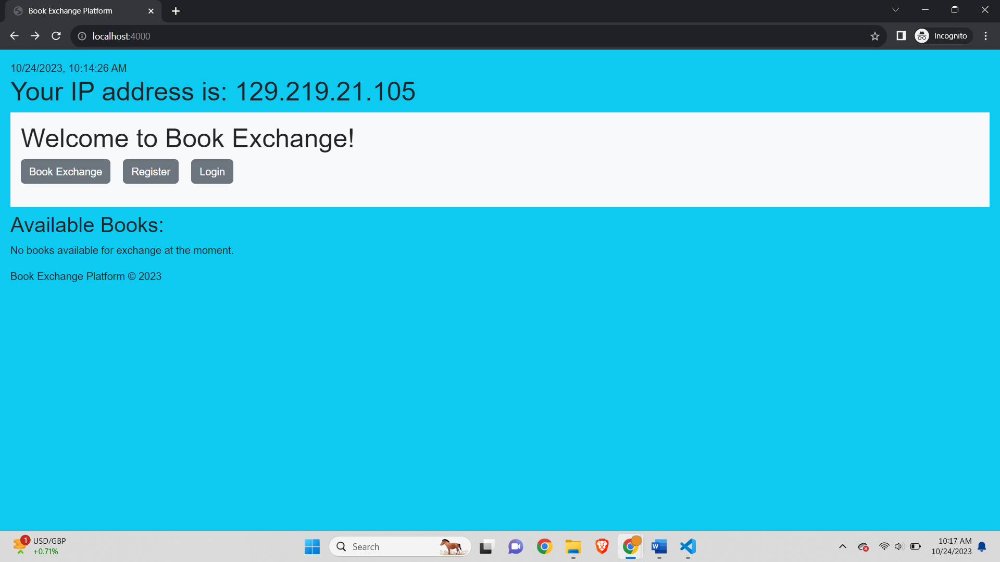 Book Exchange Platform
localhost:4000
Incognito
10/24/2023, 10:14:26 AM
Your IP address is: 129.219.21.105
Welcome to Book Exchange!
Book Exchange
Register
Login
Available Books:
No books available for exchange at the moment.
Book Exchange Platform © 2023
1
USD/GBP
+0.71%
Search
W
10:17 AM
10/24/2023